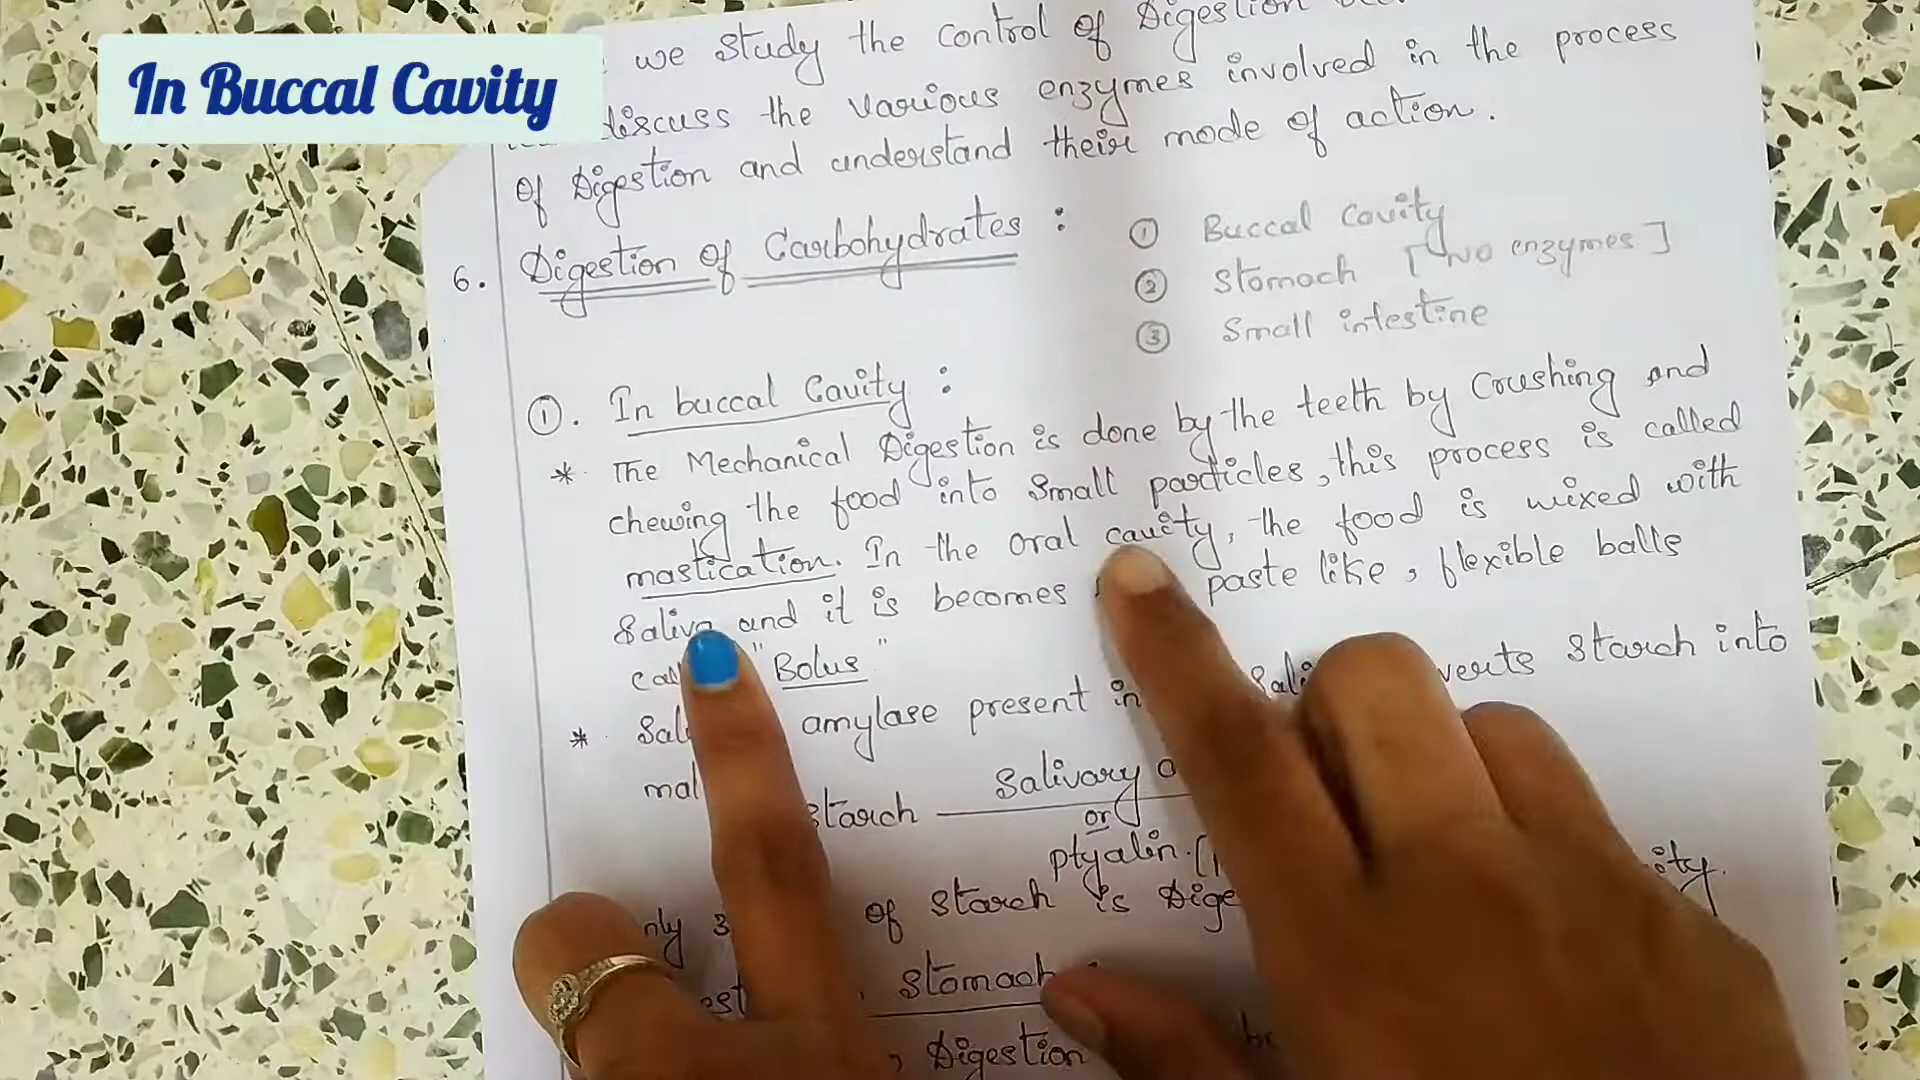 In Buccal Cavity
we study the control of Digestion
discuss the various enzymes involved in the process
of Digestion and understand their mode of action.
6. Digestion of Carbohydrates :
① Buccal Cavity
② Stomach [No enzymes]
③ Small intestine
①. In buccal Cavity :
* The Mechanical Digestion is done by the teeth by Crushing and
chewing the food into Small particles, this process is called
mastication. In the oral cavity, the food is mixed with
Saliva and it is becomes paste like, flexible balls
"Bolus"
* amylase present in starch into
starch Salivary
or
ptyalin.
of starch is
Stomach
, Digestion